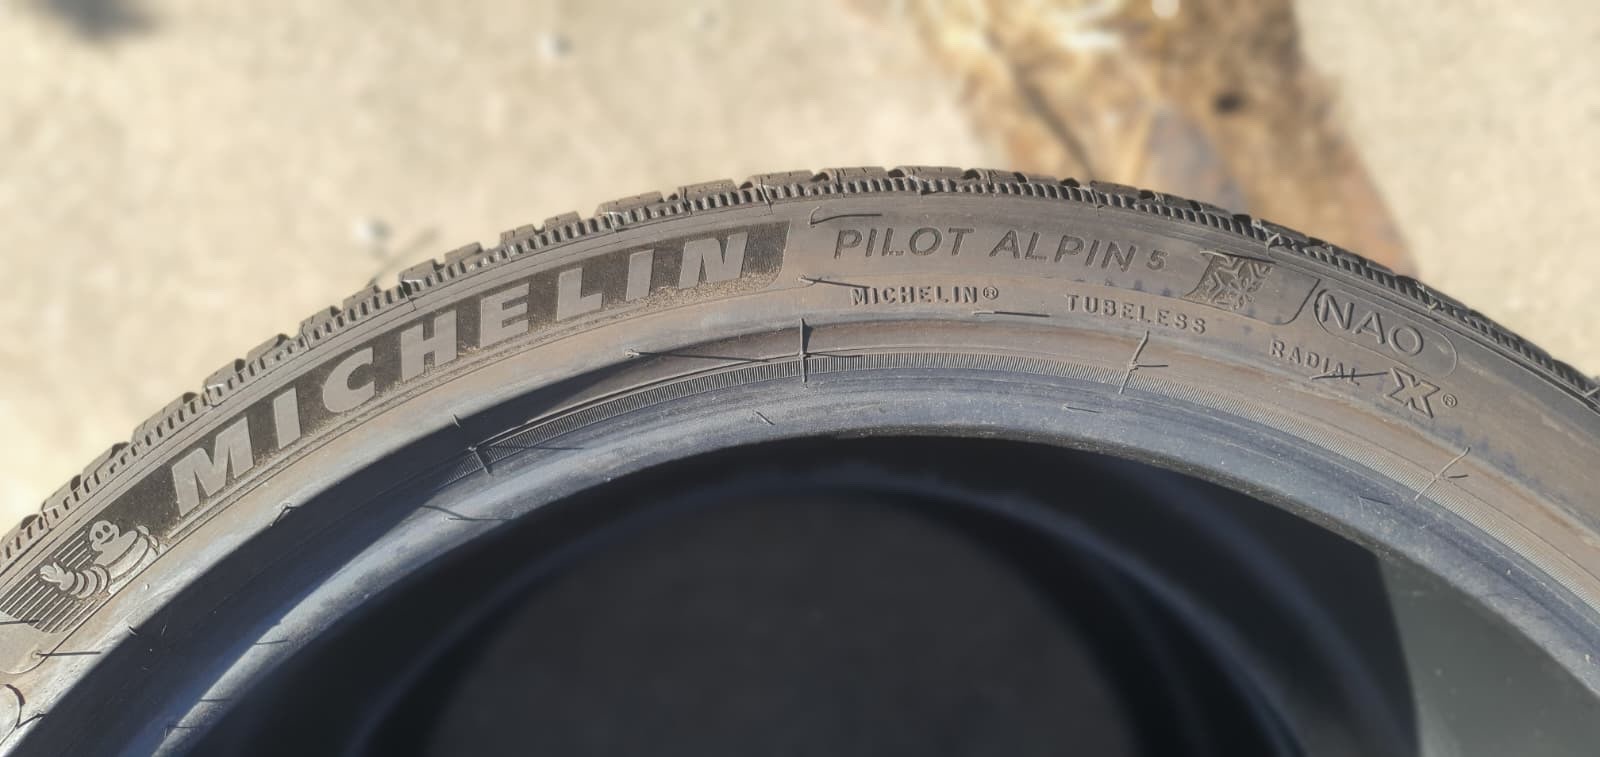 MICHELIN
PILOT ALPIN 5
MICHELIN® TUBELESS
NAO
RADIAL X®